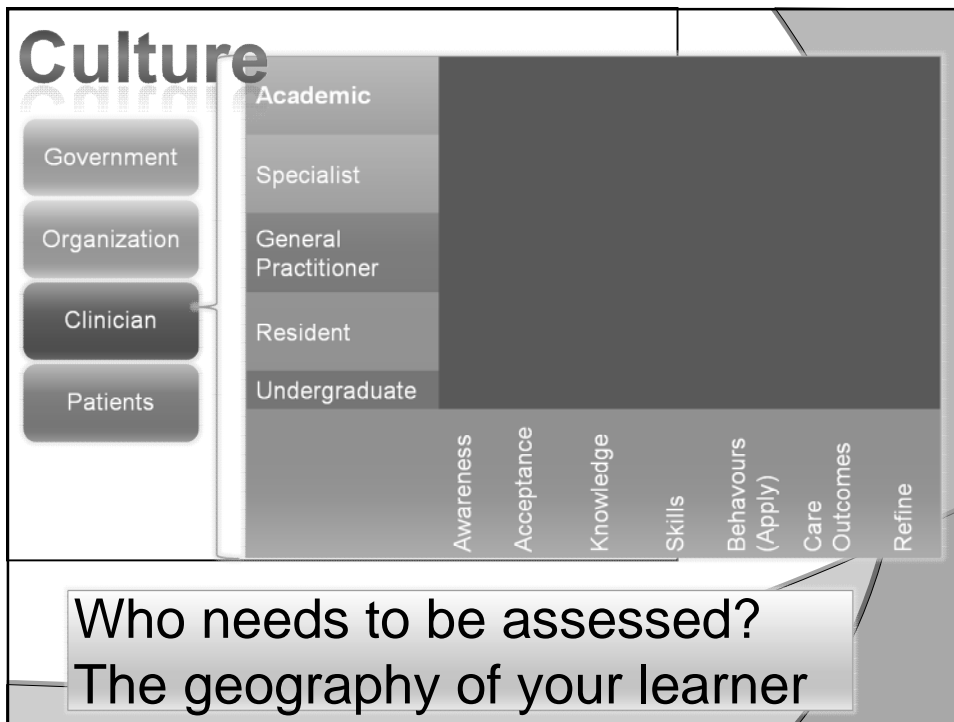 Culture
Government
Organization
Clinician
Patients
Academic
Specialist
General
Practitioner
Resident
Undergraduate
Awareness
Acceptance
Knowledge
Skills
Behavours
(Apply)
Care
Outcomes
Refine
Who needs to be assessed?
The geography of your learner